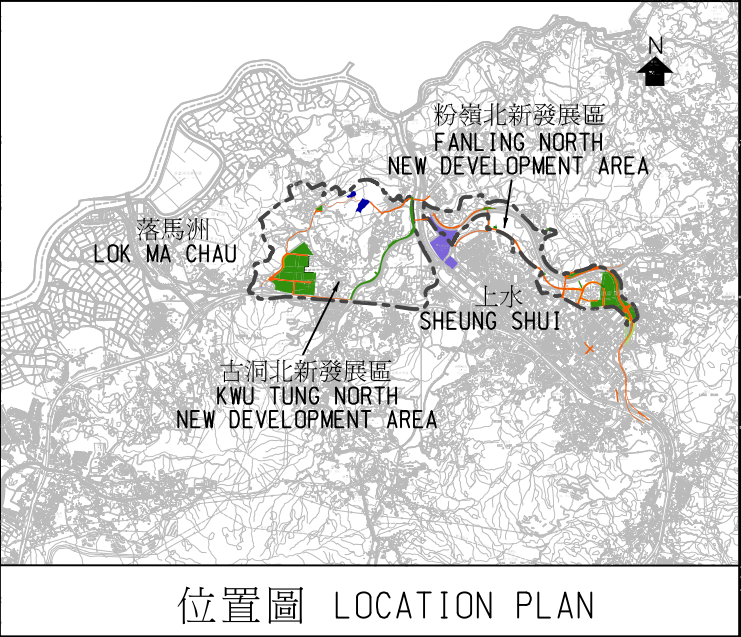 N
粉嶺北新發展區
FANLING NORTH
NEW DEVELOPMENT AREA
落馬洲
LOK MA CHAU
上水
SHEUNG SHUI
古洞北新發展區
KWU TUNG NORTH
NEW DEVELOPMENT AREA
位置圖 LOCATION PLAN